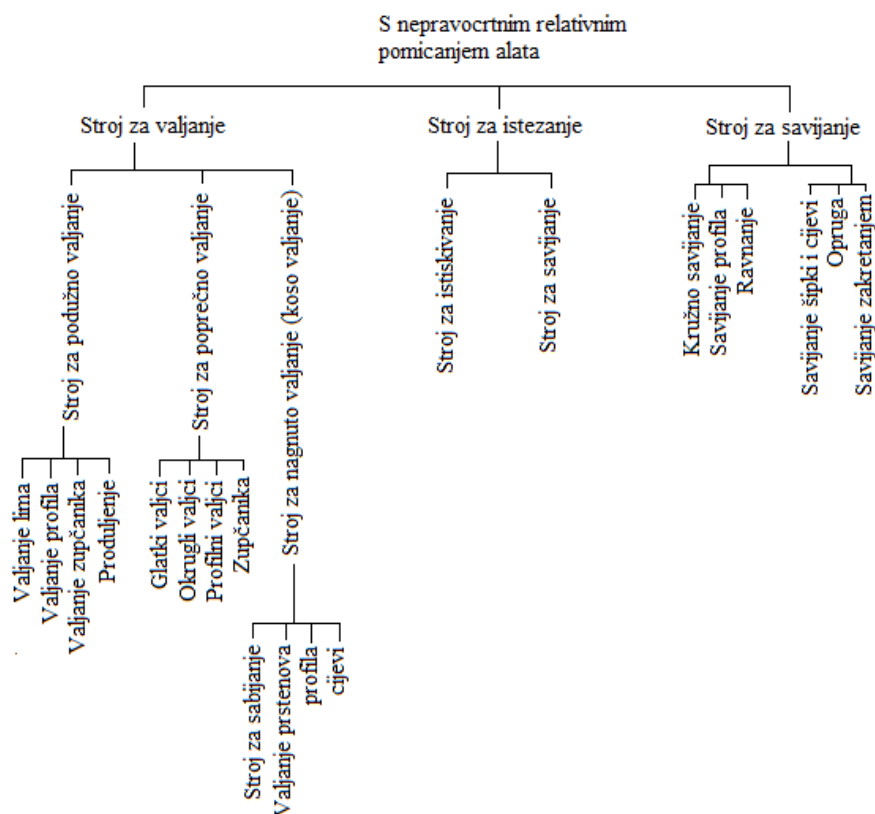 S nepravocrtnim relativnim
pomicanjem alata
Stroj za valjanje
Stroj za istezanje
Stroj za savijanje
Stroj za podužno valjanje
Stroj za poprečno valjanje
Stroj za nagnuto valjanje (koso valjanje)
Stroj za istiskivanje
Stroj za savijanje
Kružno savijanje
Savijanje profila
Ravnanje
Savijanje šipki i cijevi
Opruga
Savijanje zakretanjem
Valjanje lima
Valjanje profila
Valjanje zupčanika
Produljenje
Glatki valjci
Okrugli valjci
Profilni valjci
Zupčanika
Stroj za sabijanje
Valjanje prstenova
profila
cijevi